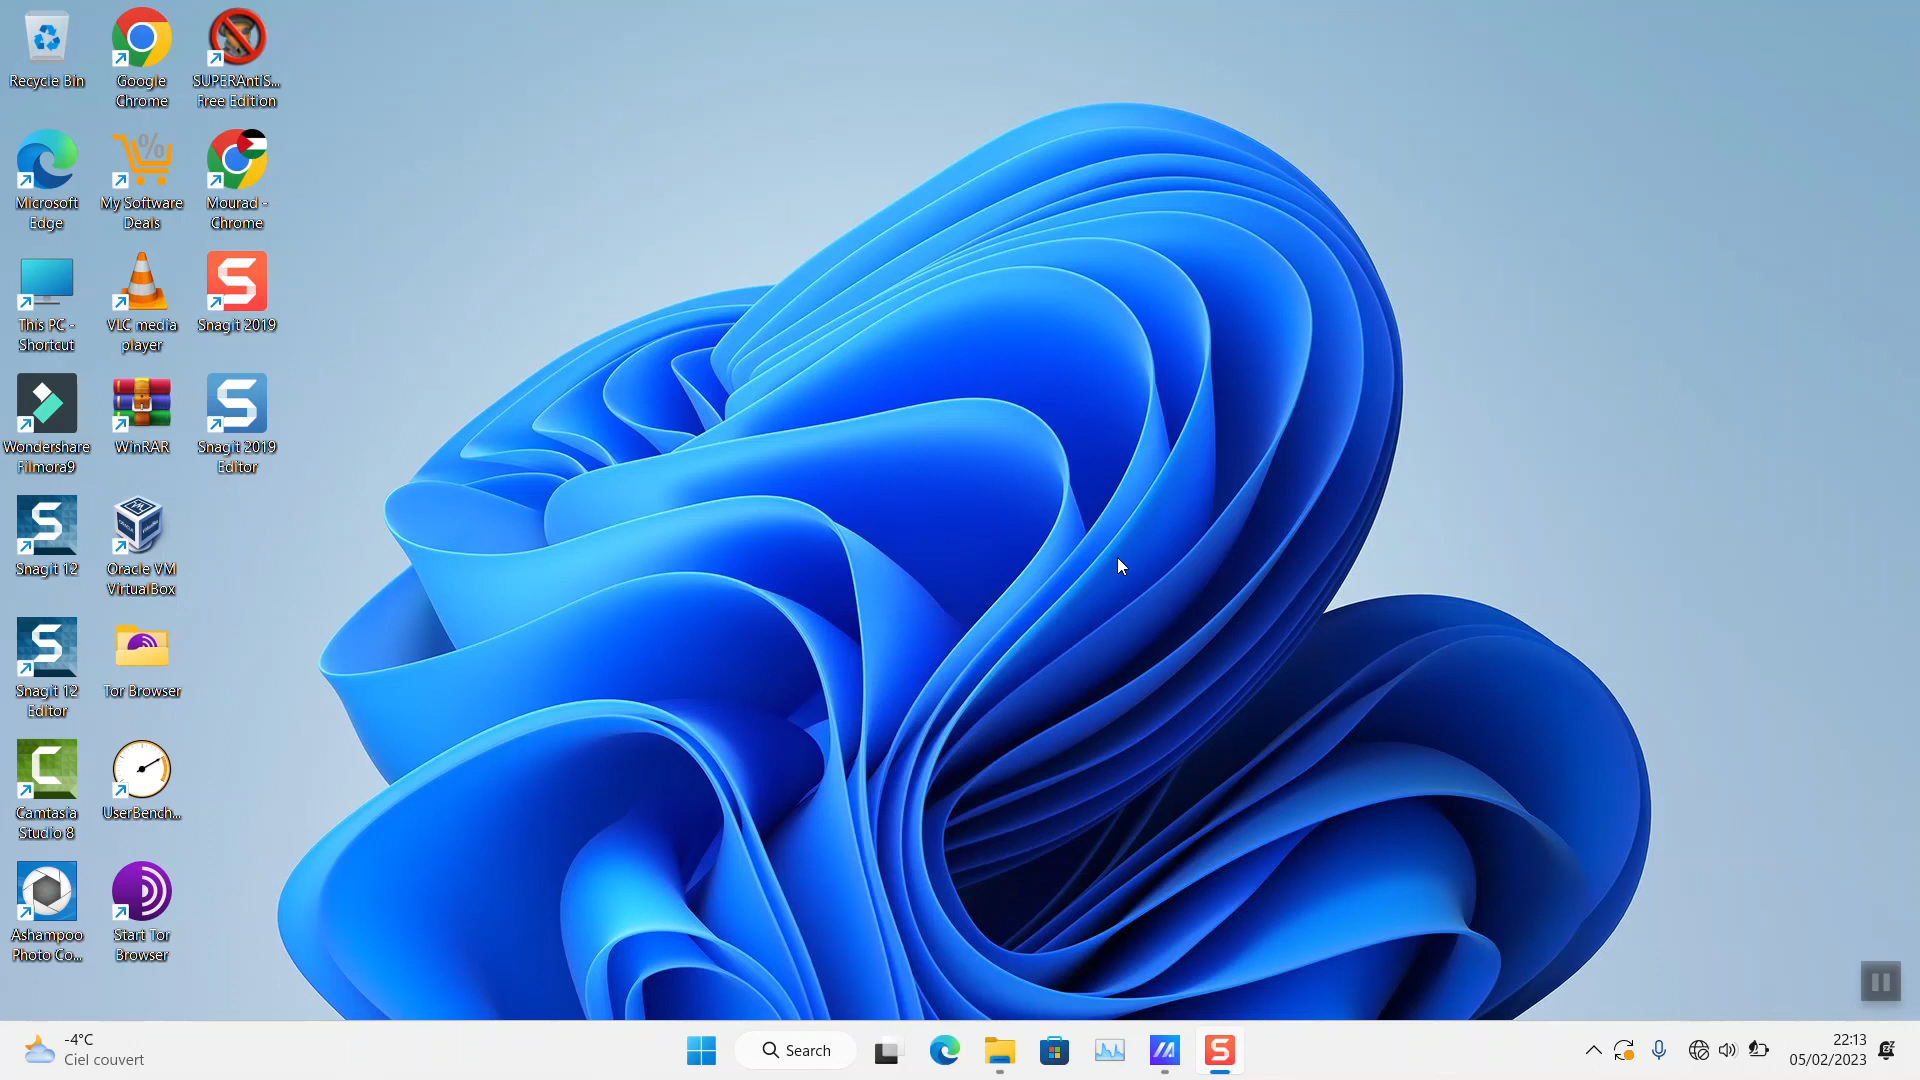 Recycle Bin
Google
Chrome
SUPERAntiS...
Free Edition
Microsoft
Edge
My Software
Deals
Mourad -
Chrome
This PC -
Shortcut
VLC media
player
Snagit 2019
Wondershare
Filmora9
WinRAR
Snagit 2019
Editor
Snagit 12
Oracle VM
VirtualBox
Snagit 12
Editor
Tor Browser
Camtasia
Studio 8
UserBench...
Ashampoo
Photo Co...
Start Tor
Browser
-4°C
Ciel couvert
Search
22:13
05/02/2023